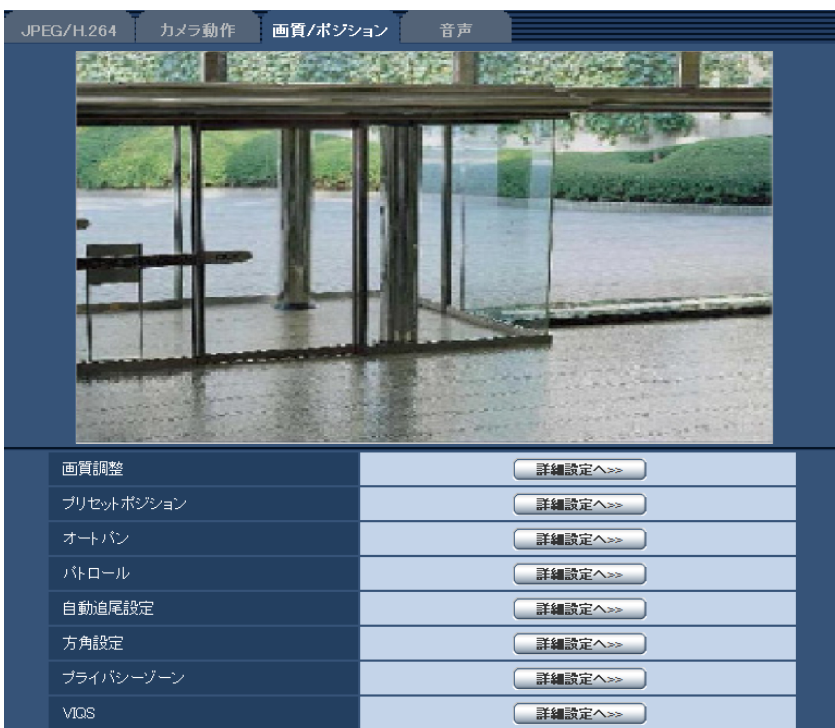 JPEG/H.264 カメラ動作 画質/ポジション 音声
画質調整 詳細設定へ>>
プリセットポジション 詳細設定へ>>
オートパン 詳細設定へ>>
パトロール 詳細設定へ>>
自動追尾設定 詳細設定へ>>
方角設定 詳細設定へ>>
プライバシーゾーン 詳細設定へ>>
VIQS 詳細設定へ>>